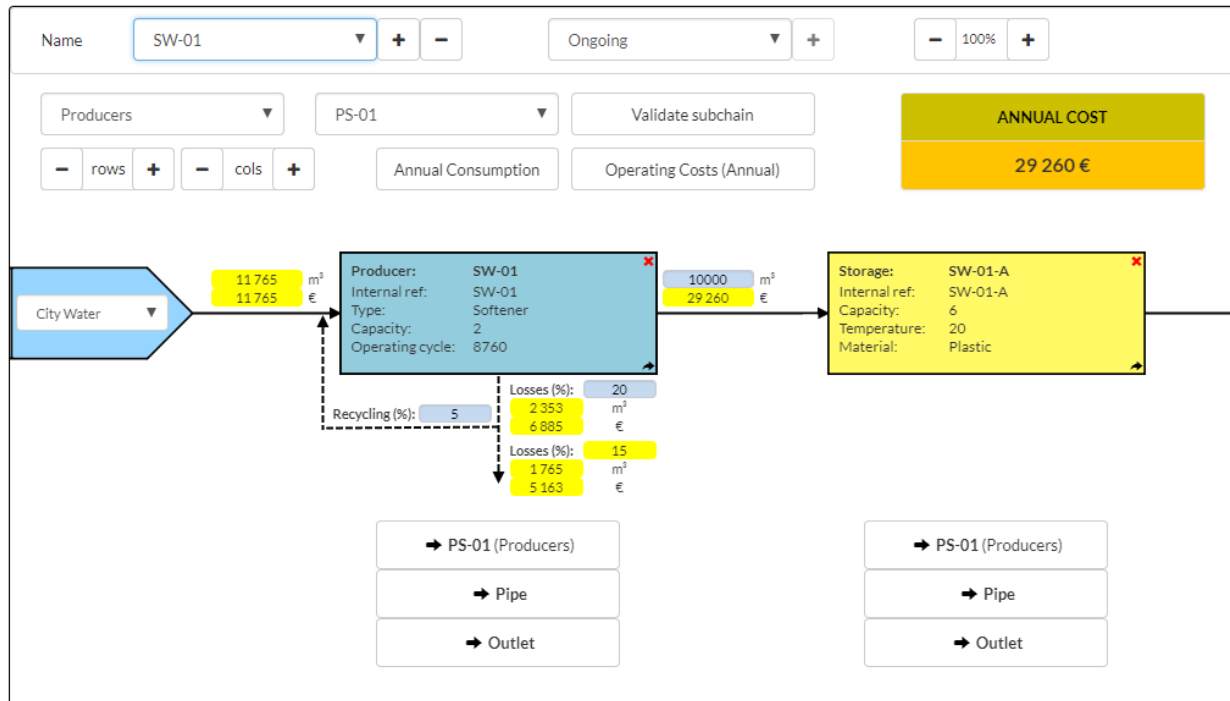 Name SW-01 ▼ + − Ongoing ▼ + − 100% +
Producers ▼ PS-01 ▼ Validate subchain ANNUAL COST
− rows + − cols + Annual Consumption Operating Costs (Annual) 29 260 €
City Water ▼
11 765 m³
11 765 €
Producer: SW-01
Internal ref: SW-01
Type: Softener
Capacity: 2
Operating cycle: 8760
10000 m³
29 260 €
Storage: SW-01-A
Internal ref: SW-01-A
Capacity: 6
Temperature: 20
Material: Plastic
Recycling (%): 5
Losses (%): 20
2 353 m³
6 885 €
Losses (%): 15
1 765 m³
5 163 €
➜ PS-01 (Producers)
➜ Pipe
➜ Outlet
➜ PS-01 (Producers)
➜ Pipe
➜ Outlet